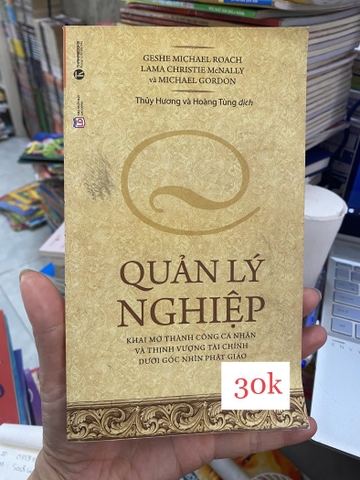 GESHE MICHAEL ROACH
LAMA CHRISTIE McNALLY
và MICHAEL GORDON
Thủy Hương và Hoàng Tùng dịch
QUẢN LÝ
NGHIỆP
KHAI MỞ THÀNH CÔNG CÁ NHÂN
VÀ THỊNH VƯỢNG TÀI CHÍNH
DƯỚI GÓC NHÌN PHẬT GIÁO
30k